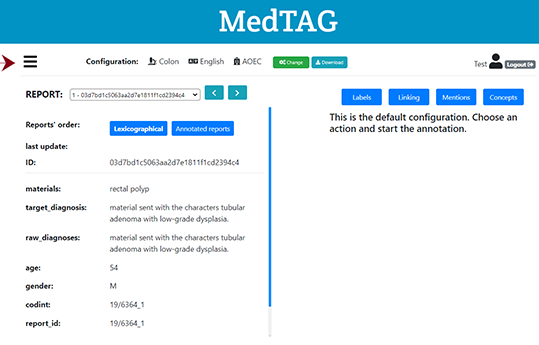 MedTAG
Configuration: Colon English AOEC Change Download Test Logout
REPORT: 1 - 03d7bd1c5063aa2d7e1811f1cd2394c4
Labels Linking Mentions Concepts
This is the default configuration. Choose an
action and start the annotation.
Reports' order: Lexicographical Annotated reports
last update:
ID: 03d7bd1c5063aa2d7e1811f1cd2394c4
materials: rectal polyp
target_diagnosis: material sent with the characters tubular
adenoma with low-grade dysplasia.
raw_diagnoses: material sent with the characters tubular
adenoma with low-grade dysplasia.
age: 54
gender: M
codint: 19/6364_1
report_id: 19/6364_1